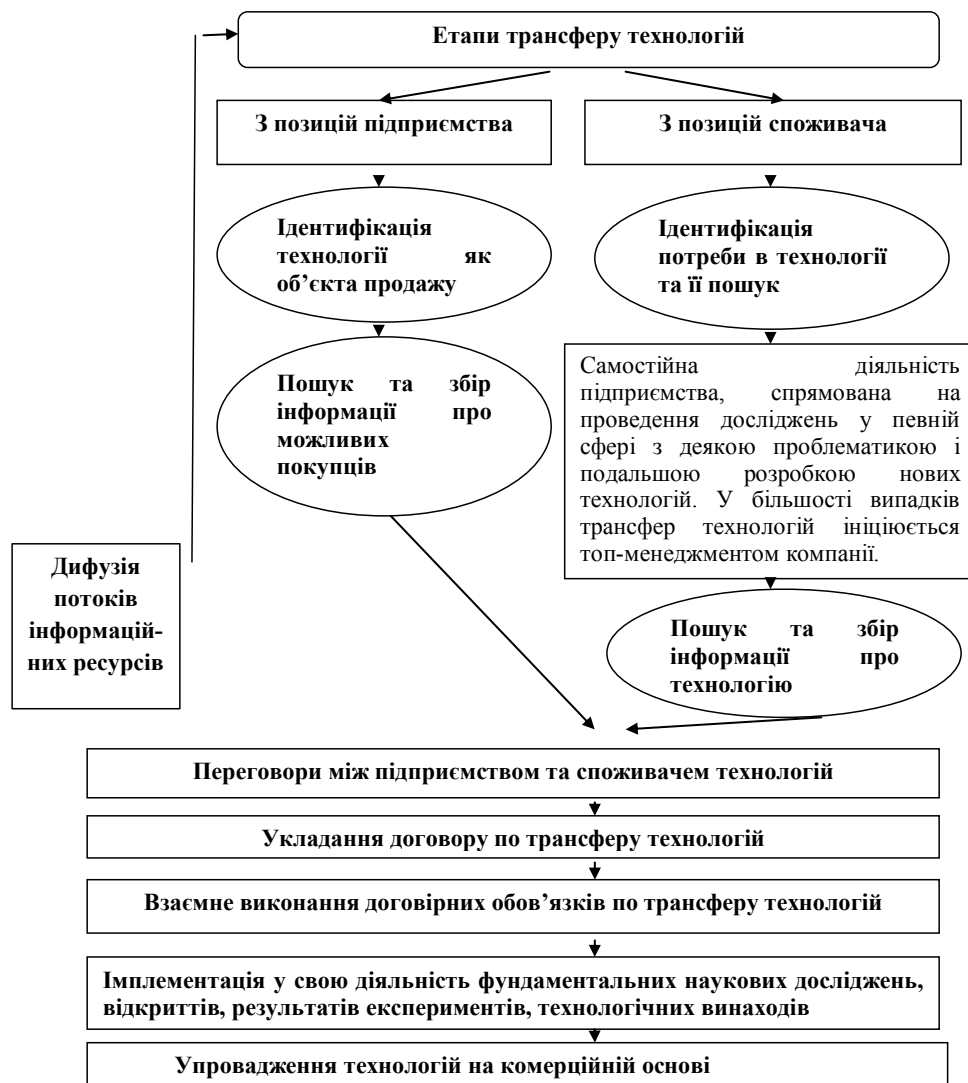 Етапи трансферу технологій
З позицій підприємства
З позицій споживача
Ідентифікація
технології як
об’єкта продажу
Ідентифікація
потреби в технології
та її пошук
Пошук та збір
інформації про
можливих
покупців
Самостійна діяльність
підприємства, спрямована на
проведення досліджень у певній
сфері з деякою проблематикою і
подальшою розробкою нових
технологій. У більшості випадків
трансфер технологій ініціюється
топ-менеджментом компанії.
Дифузія
потоків
інформацій-
них ресурсів
Пошук та збір
інформації про
технологію
Переговори між підприємством та споживачем технологій
Укладання договору по трансферу технологій
Взаємне виконання договірних обов’язків по трансферу технологій
Імплементація у свою діяльність фундаментальних наукових досліджень,
відкриттів, результатів експериментів, технологічних винаходів
Упровадження технологій на комерційній основі